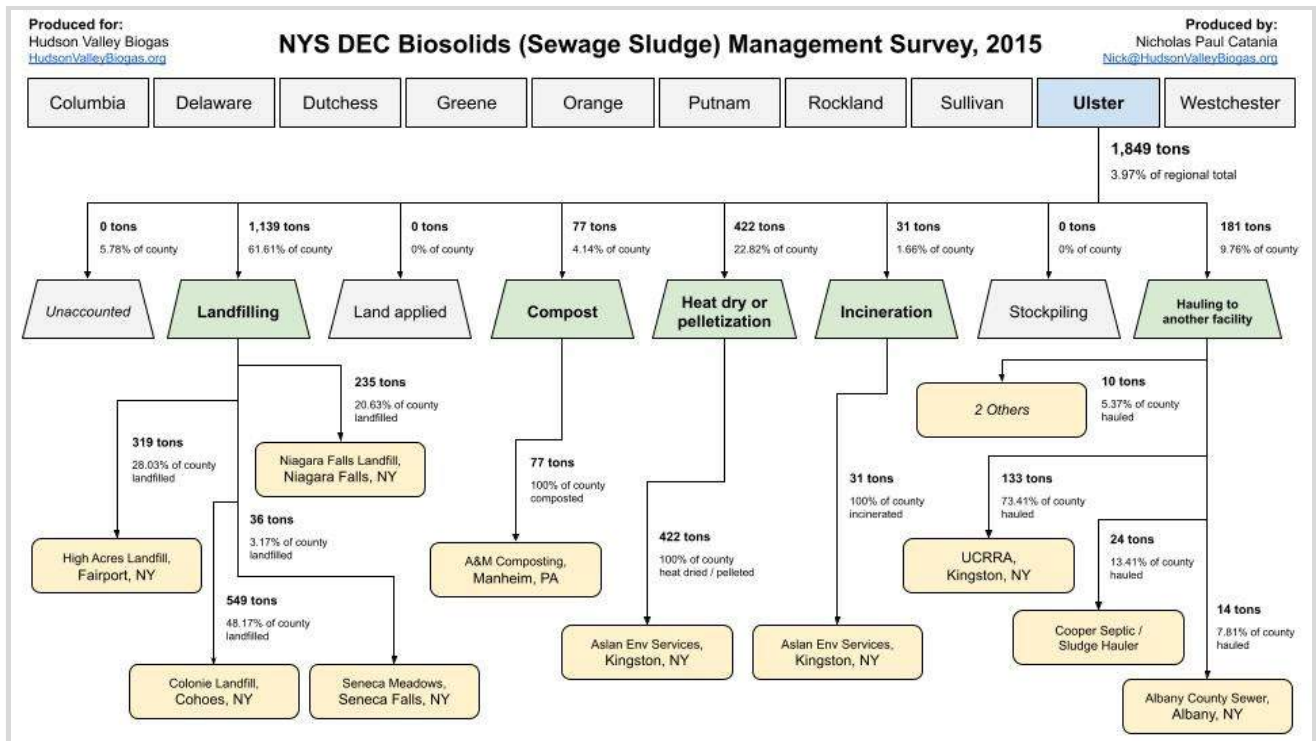 Produced for:
Hudson Valley Biogas
HudsonValleyBiogas.org
NYS DEC Biosolids (Sewage Sludge) Management Survey, 2015
Produced by:
Nicholas Paul Catania
Nick@HudsonValleyBiogas.org
Columbia
Delaware
Dutchess
Greene
Orange
Putnam
Rockland
Sullivan
Ulster
Westchester
1,849 tons
3.97% of regional total
0 tons
5.78% of county
1,139 tons
61.61% of county
0 tons
0% of county
77 tons
4.14% of county
422 tons
22.82% of county
31 tons
1.66% of county
0 tons
0% of county
181 tons
9.76% of county
Unaccounted
Landfilling
Land applied
Compost
Heat dry or
pelletization
Incineration
Stockpiling
Hauling to
another facility
235 tons
20.63% of county
landfilled
10 tons
5.37% of county
hauled
2 Others
319 tons
28.03% of county
landfilled
Niagara Falls Landfill,
Niagara Falls, NY
77 tons
100% of county
composted
31 tons
100% of county
incinerated
133 tons
73.41% of county
hauled
36 tons
3.17% of county
landfilled
422 tons
100% of county
heat dried / pelleted
24 tons
13.41% of county
hauled
High Acres Landfill,
Fairport, NY
A&M Composting,
Manheim, PA
UCRRA,
Kingston, NY
549 tons
48.17% of county
landfilled
14 tons
7.81% of county
hauled
Aslan Env Services,
Kingston, NY
Aslan Env Services,
Kingston, NY
Cooper Septic /
Sludge Hauler
Colonie Landfill,
Cohoes, NY
Seneca Meadows,
Seneca Falls, NY
Albany County Sewer,
Albany, NY